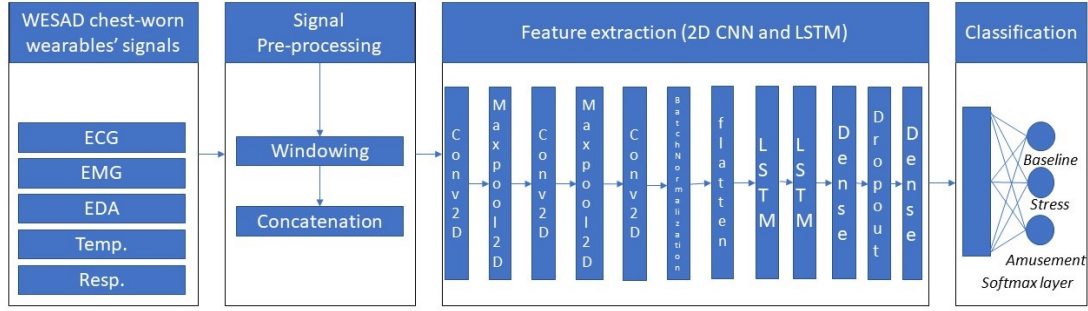 WESAD chest-worn
wearables' signals
ECG
EMG
EDA
Temp.
Resp.
Signal
Pre-processing
Windowing
Concatenation
Feature extraction (2D CNN and LSTM)
Conv2D
Maxpool2D
Conv2D
Maxpool2D
Conv2D
BatchNormalization
flatten
LSTM
LSTM
Dense
Dropout
Dense
Classification
Baseline
Stress
Amusement
Softmax layer